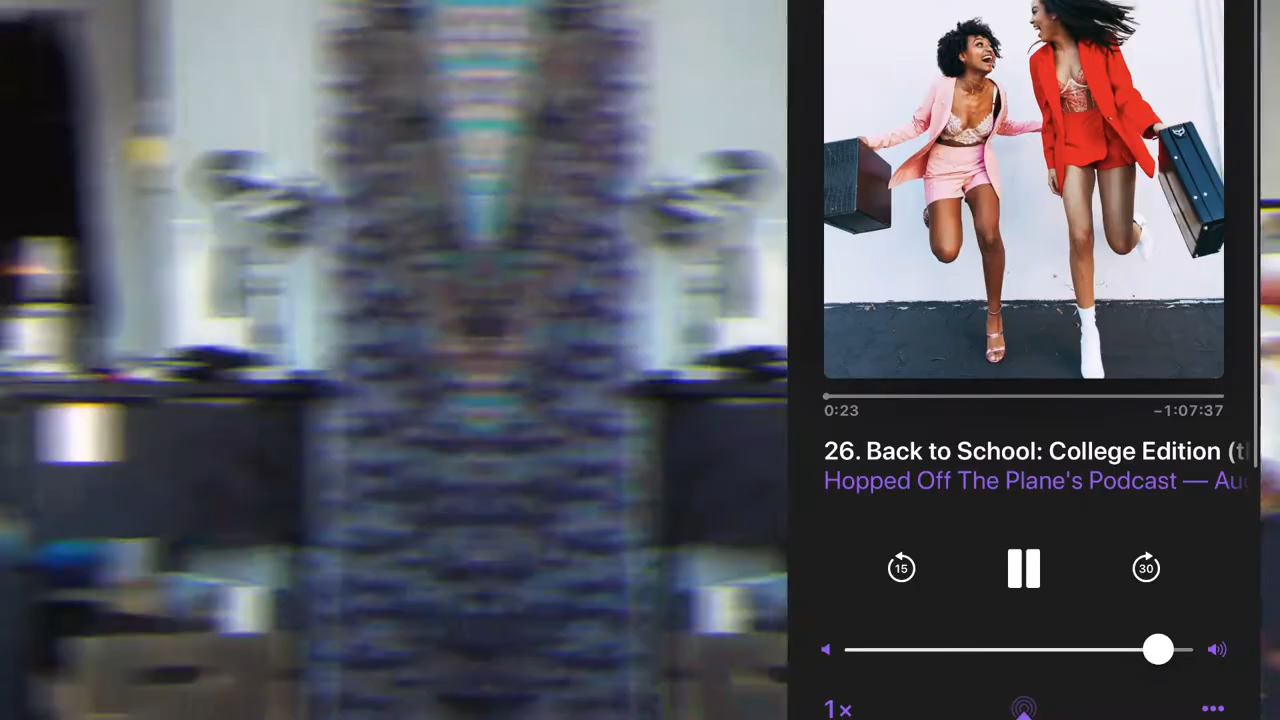 0:23
−1:07:37
26. Back to School: College Edition
Hopped Off The Plane's Podcast —
15
30
1×